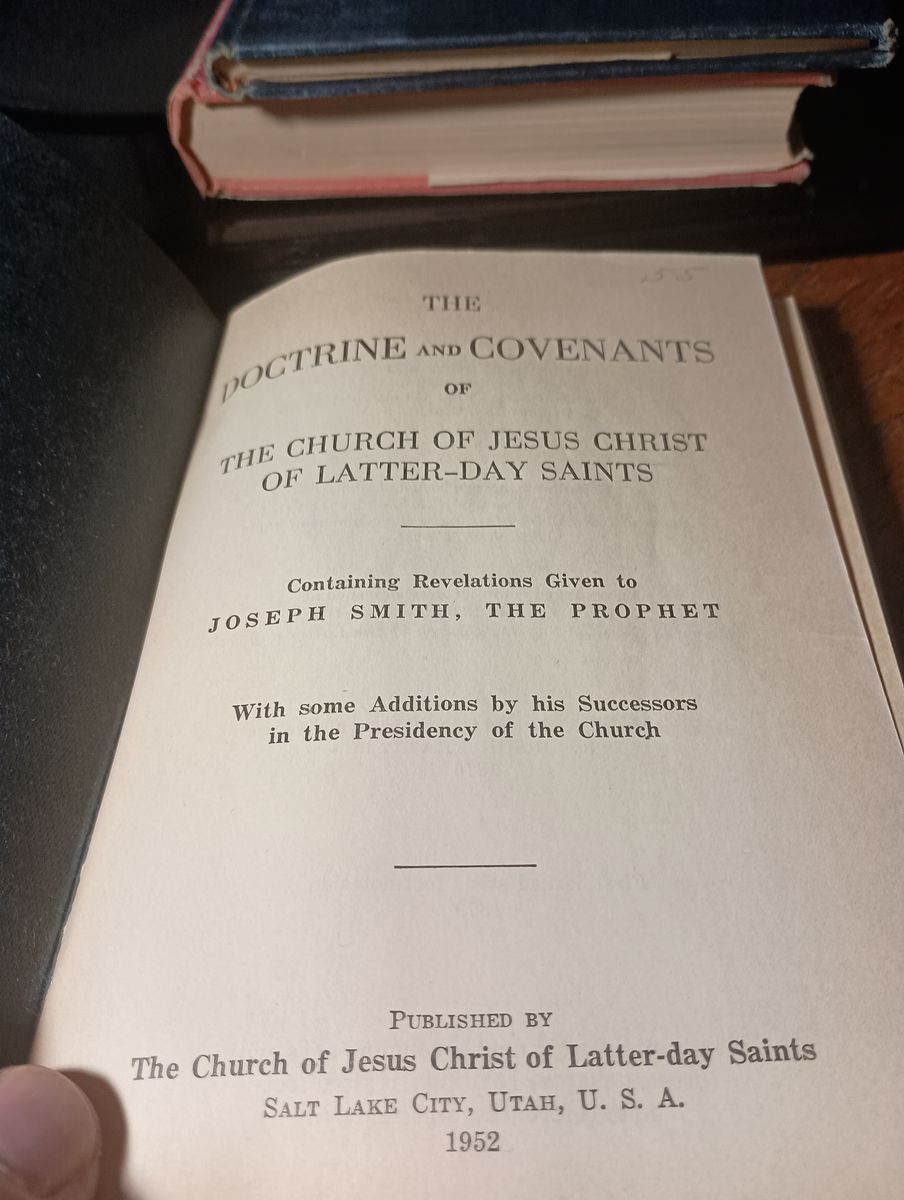 55
THE
DOCTRINE AND COVENANTS
OF
THE CHURCH OF JESUS CHRIST
OF LATTER-DAY SAINTS
Containing Revelations Given to
JOSEPH SMITH, THE PROPHET
With some Additions by his Successors
in the Presidency of the Church
PUBLISHED BY
The Church of Jesus Christ of Latter-day Saints
SALT LAKE CITY, UTAH, U. S. A.
1952